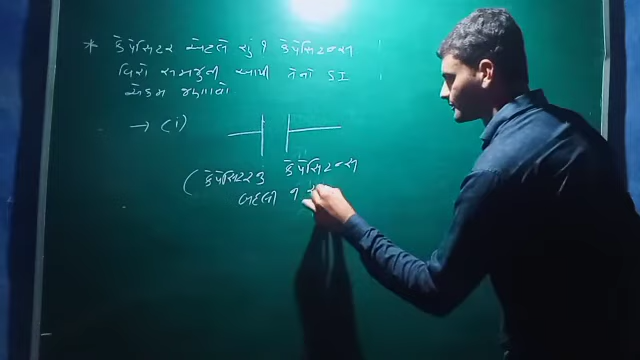 * કેપેસિટર એટલે શું ? કેપેસિટન્સ
વિશે સમજુતી આપી તેનો SI
એકમ જણાવો
→ (i)
( કેપેસિટરનું કેપેસિટન્સ
બદલી ન